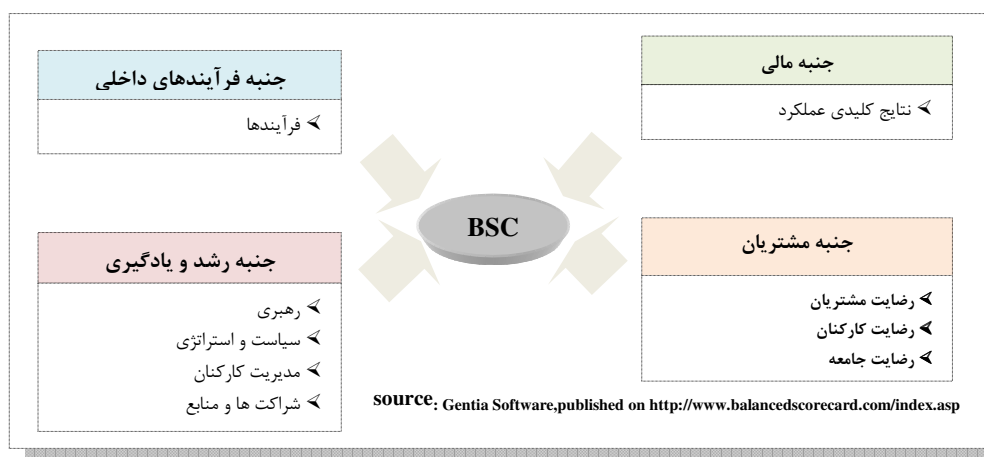 جنبه مالی
نتایج کلیدی عملکرد
جنبه فرآیندهای داخلی
فرآیندها
BSC
جنبه مشتریان
رضایت مشتریان
رضایت کارکنان
رضایت جامعه
جنبه رشد و یادگیری
رهبری
سیاست و استراتژی
مدیریت کارکنان
شراکت ها و منابع
source: Gentia Software,published on http://www.balancedscorecard.com/index.asp